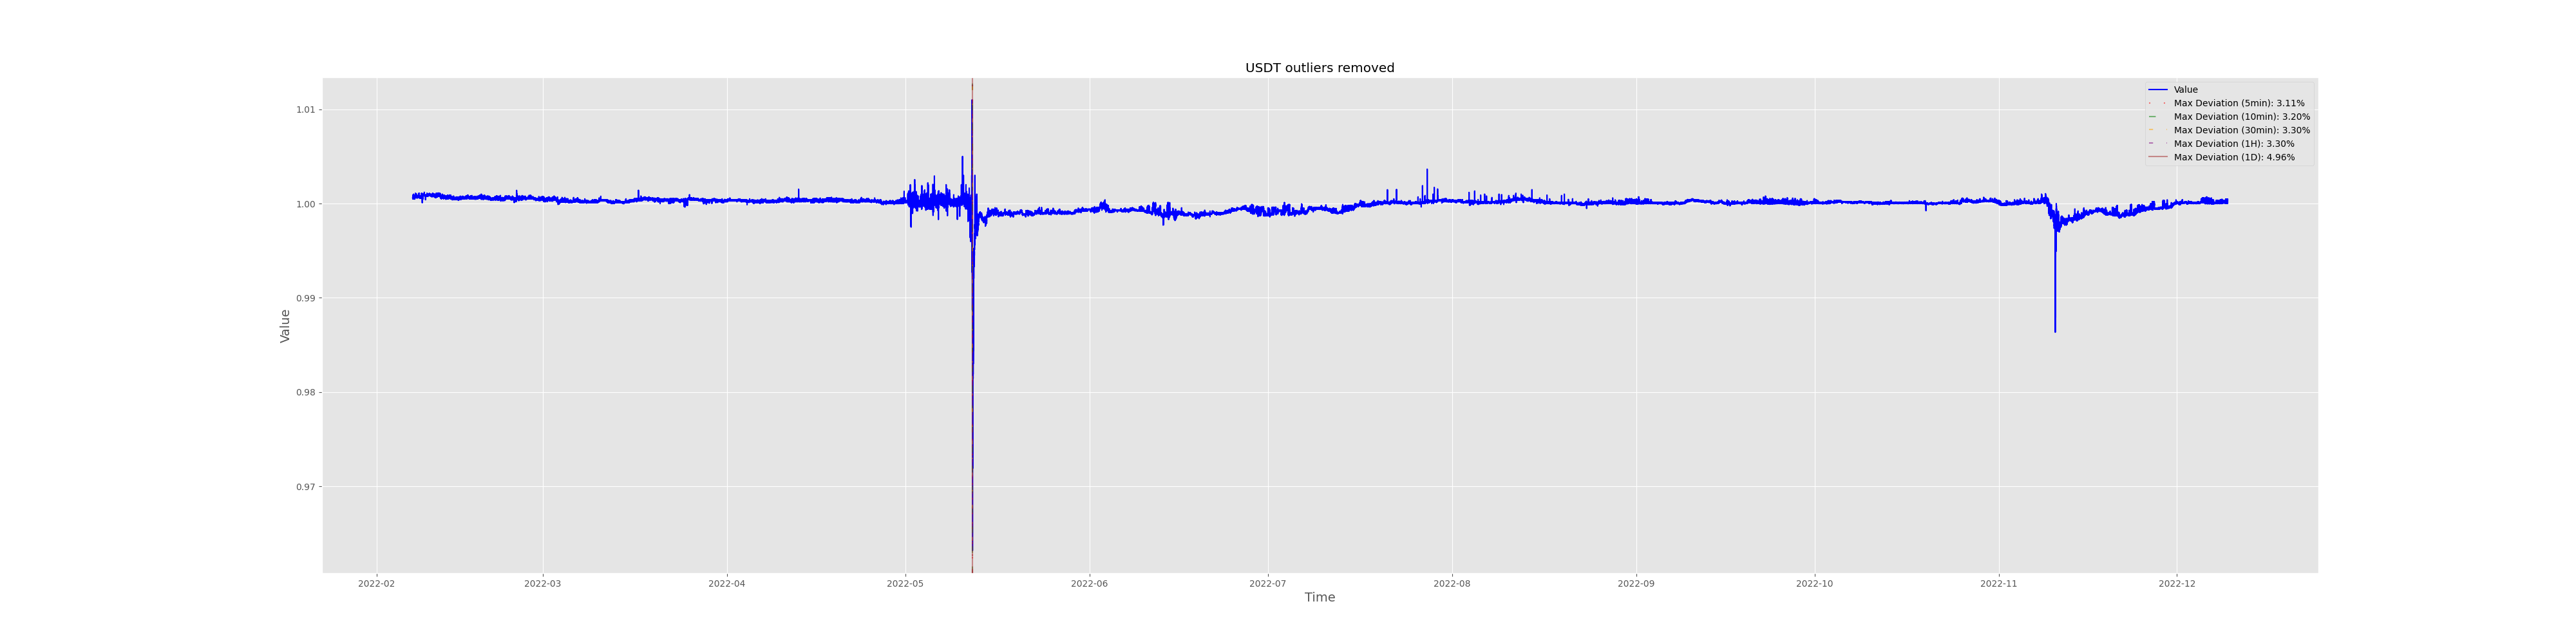 USDT outliers removed
Value
Max Deviation (5min): 3.11%
Max Deviation (10min): 3.20%
Max Deviation (30min): 3.30%
Max Deviation (1H): 3.30%
Max Deviation (1D): 4.96%
1.01
1.00
0.99
0.98
0.97
Value
2022-02 2022-03 2022-04 2022-05 2022-06 2022-07 2022-08 2022-09 2022-10 2022-11 2022-12
Time